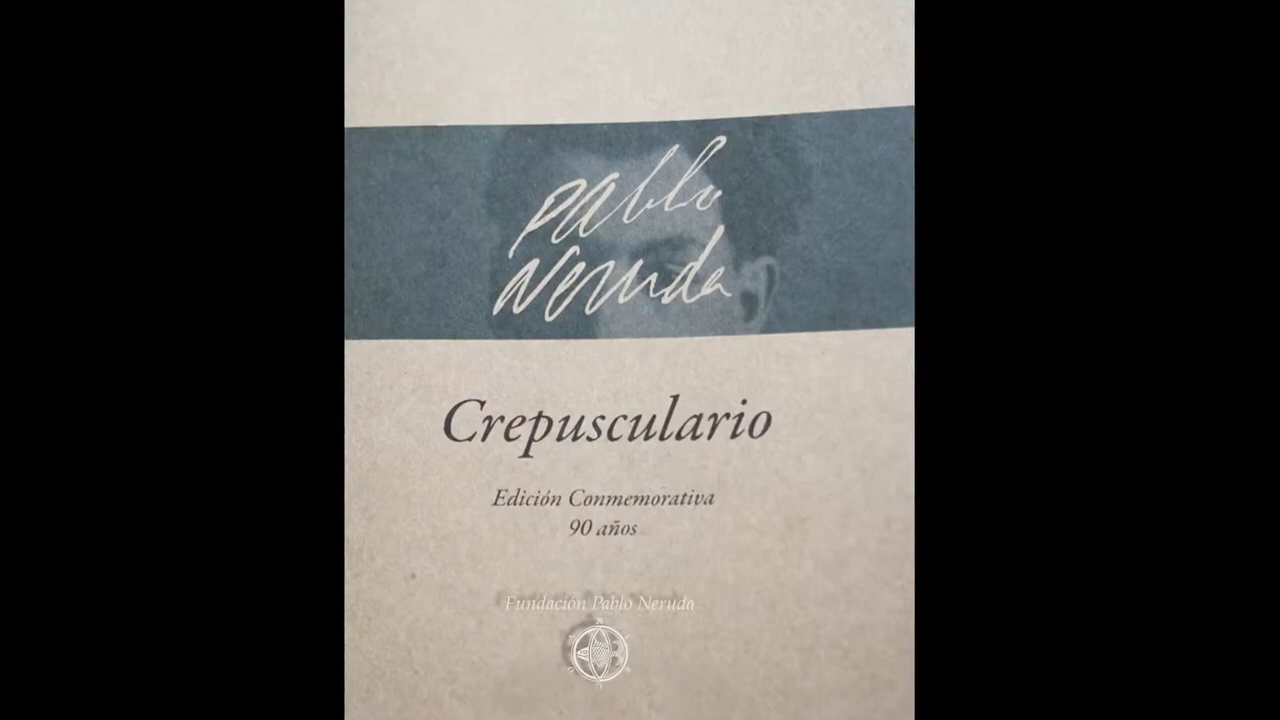 Pablo
Neruda
Crepusculario
Edición Conmemorativa
90 años
Fundación Pablo Neruda